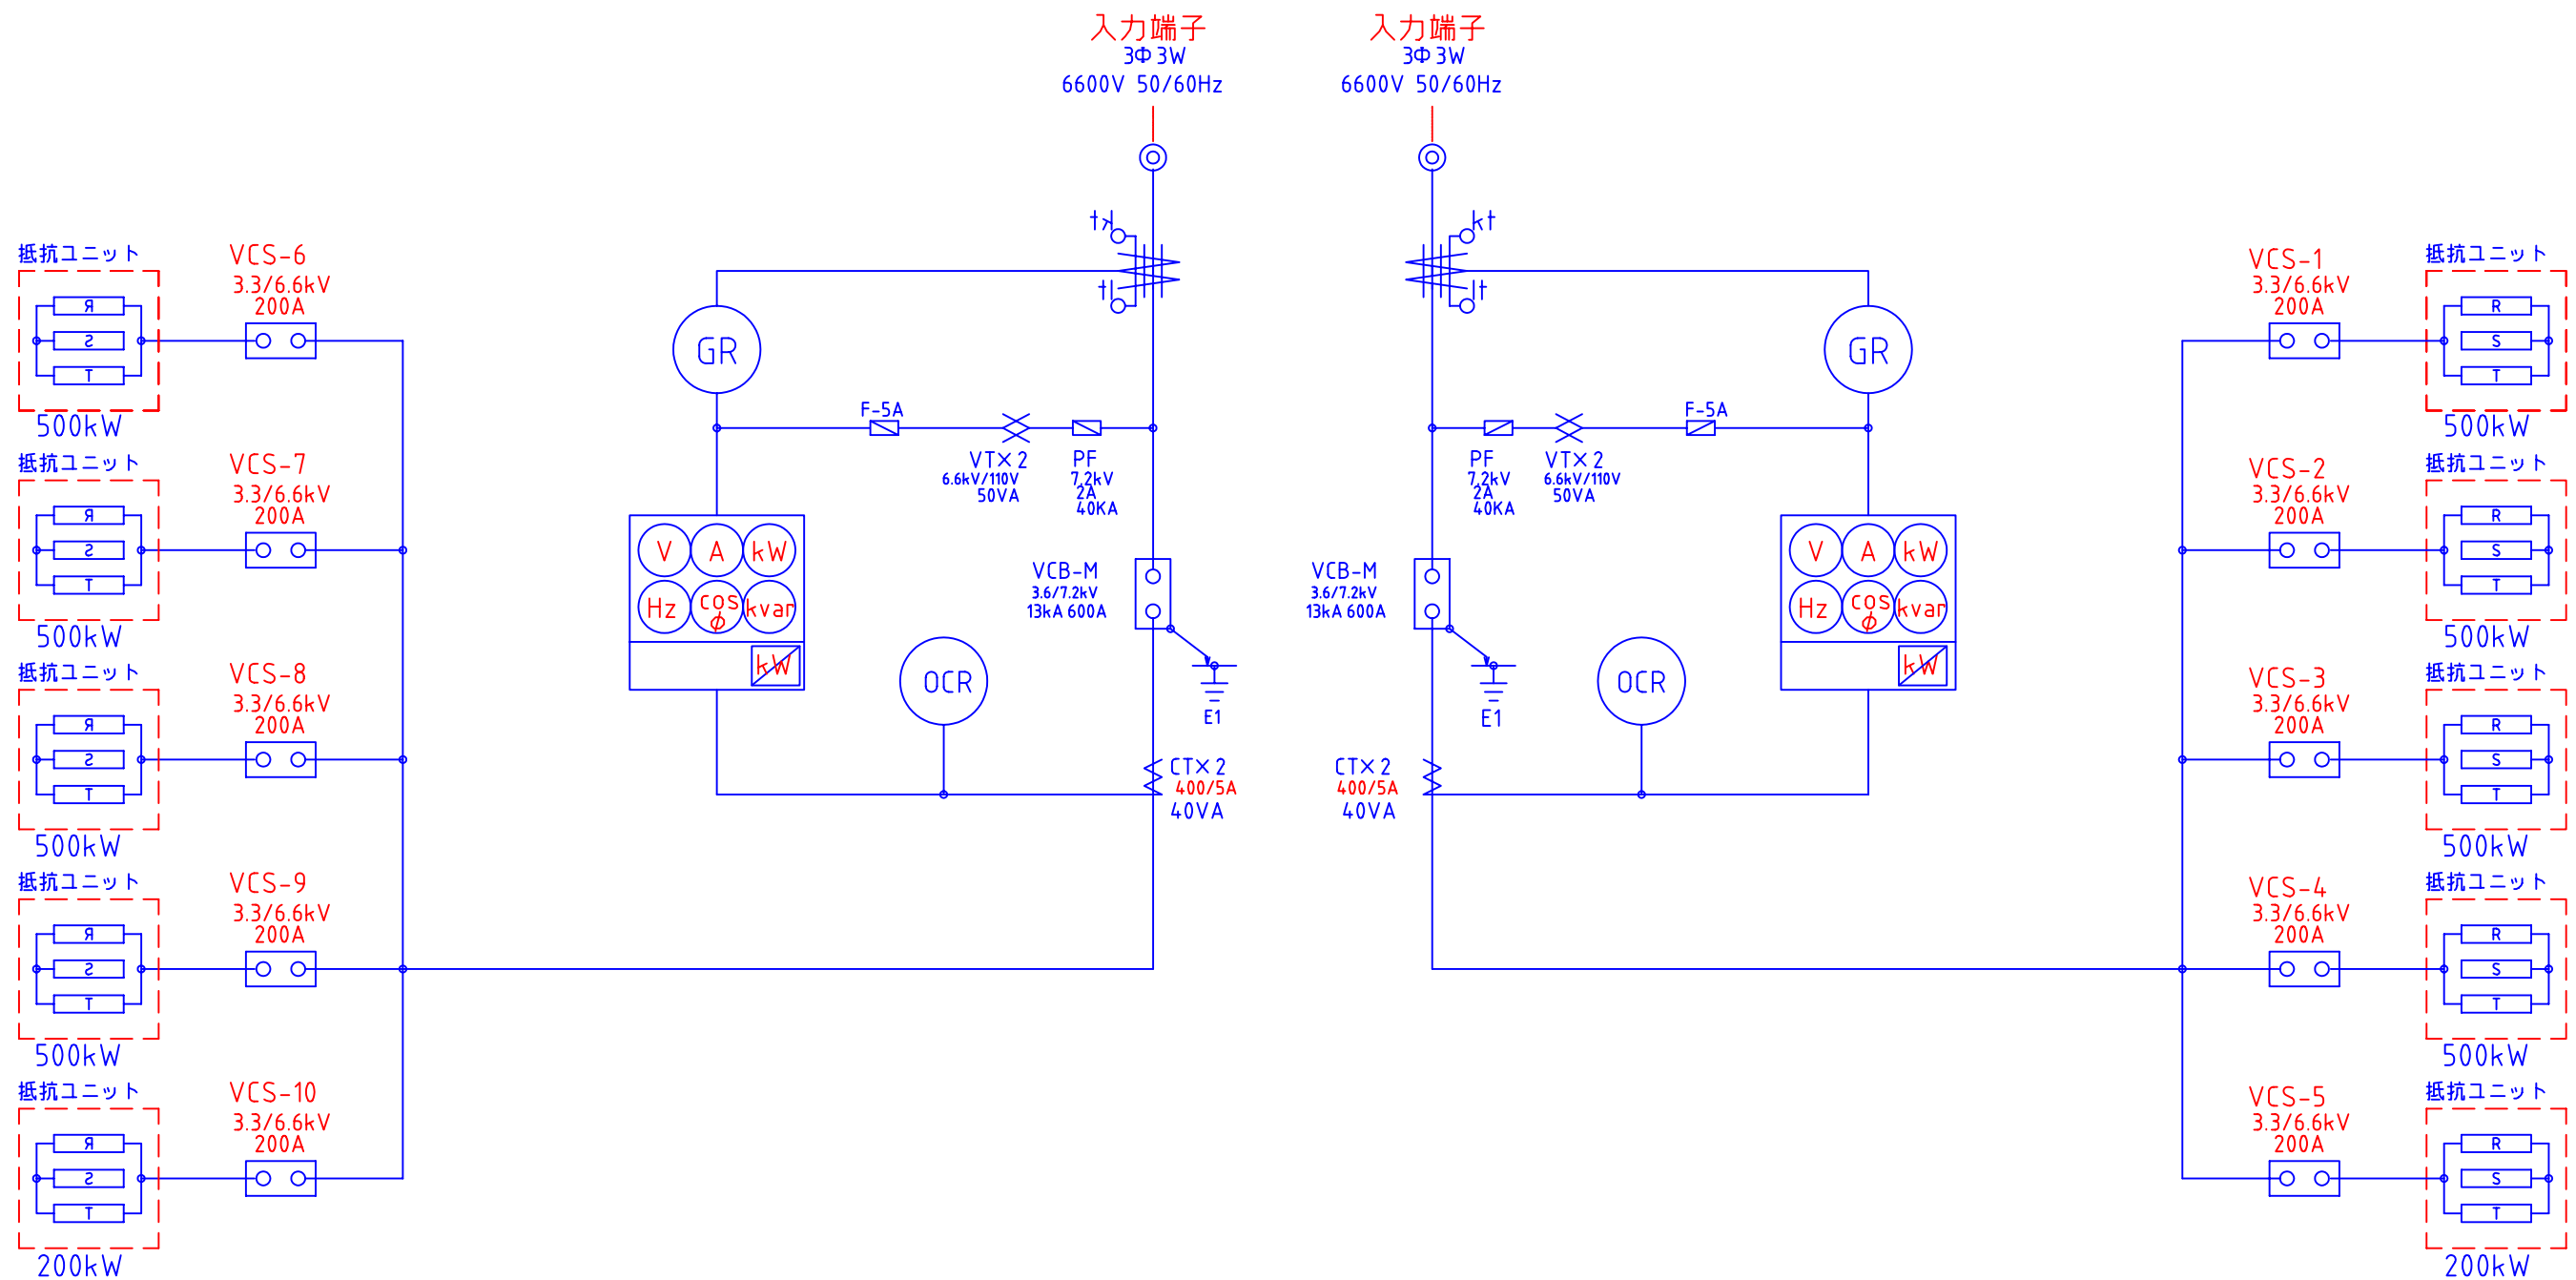 入力端子
3Φ3W
6600V 50/60Hz
入力端子
3Φ3W
6600V 50/60Hz
kt
lt
kt
lt
GR
GR
F-5A
VT×2
6.6kV/110V
50VA
PF
7.2kV
2A
40KA
PF
7.2kV
2A
40KA
VT×2
6.6kV/110V
50VA
F-5A
V A kW
Hz cosφ kvar
kW
V A kW
Hz cosφ kvar
kW
VCB-M
3.6/7.2kV
13kA 600A
VCB-M
3.6/7.2kV
13kA 600A
OCR
E1
E1
OCR
CT×2
400/5A
40VA
CT×2
400/5A
40VA
抵抗ユニット
R
S
T
500kW
VCS-6
3.3/6.6kV
200A
抵抗ユニット
R
S
T
500kW
VCS-7
3.3/6.6kV
200A
抵抗ユニット
R
S
T
500kW
VCS-8
3.3/6.6kV
200A
抵抗ユニット
R
S
T
500kW
VCS-9
3.3/6.6kV
200A
抵抗ユニット
R
S
T
200kW
VCS-10
3.3/6.6kV
200A
VCS-1
3.3/6.6kV
200A
抵抗ユニット
R
S
T
500kW
VCS-2
3.3/6.6kV
200A
抵抗ユニット
R
S
T
500kW
VCS-3
3.3/6.6kV
200A
抵抗ユニット
R
S
T
500kW
VCS-4
3.3/6.6kV
200A
抵抗ユニット
R
S
T
500kW
VCS-5
3.3/6.6kV
200A
抵抗ユニット
R
S
T
200kW